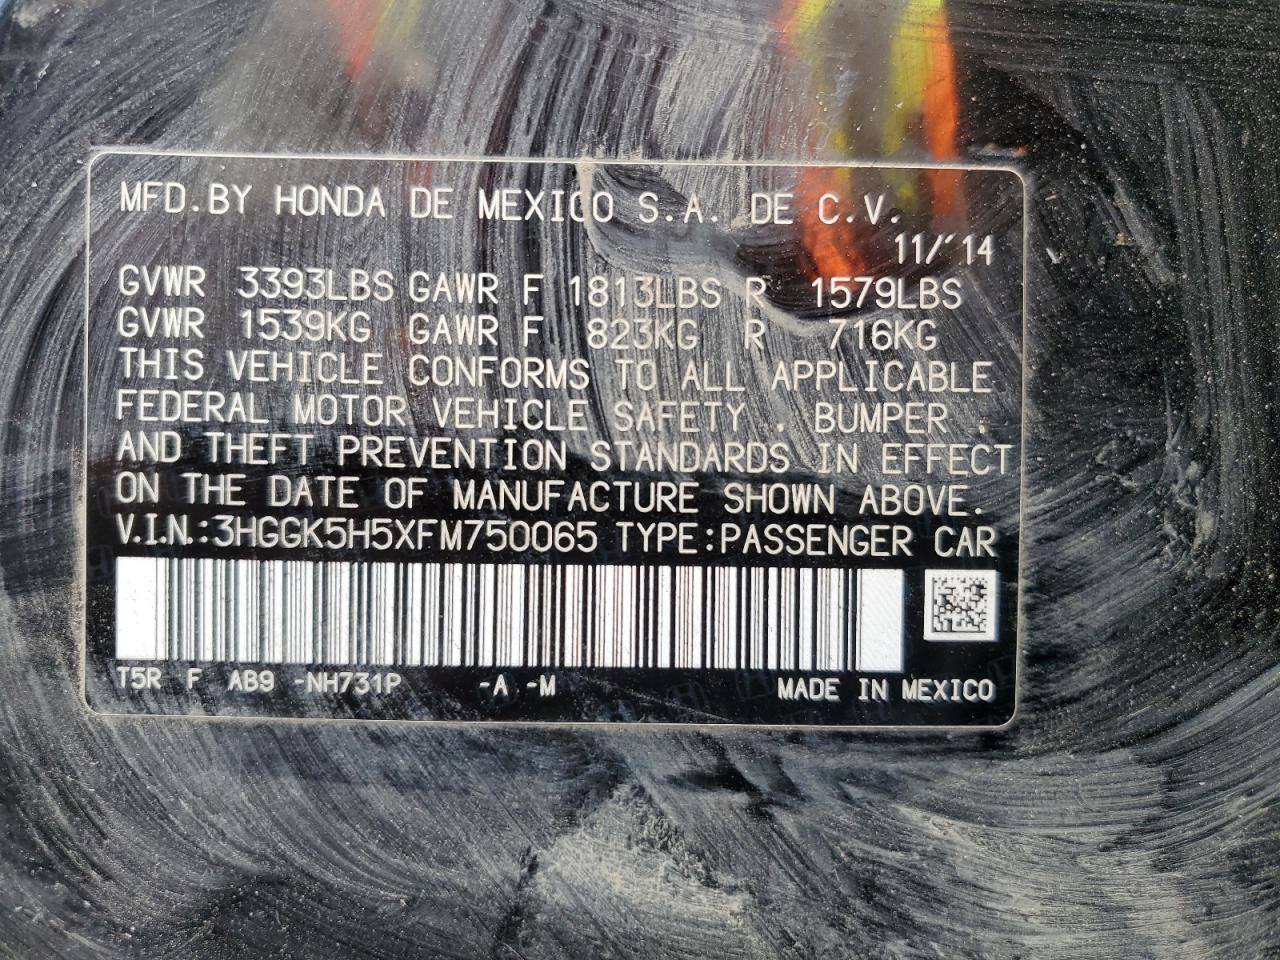 MFD.BY HONDA DE MEXICO S.A. DE C.V.
11/'14
GVWR 3393LBS GAWR F 1813LBS R 1579LBS
GVWR 1539KG GAWR F 823KG R 716KG
THIS VEHICLE CONFORMS TO ALL APPLICABLE
FEDERAL MOTOR VEHICLE SAFETY , BUMPER ,
AND THEFT PREVENTION STANDARDS IN EFFECT
ON THE DATE OF MANUFACTURE SHOWN ABOVE.
V.I.N.:3HGGK5H5XFM750065 TYPE:PASSENGER CAR
T5R F AB9 -NH731P -A -M MADE IN MEXICO